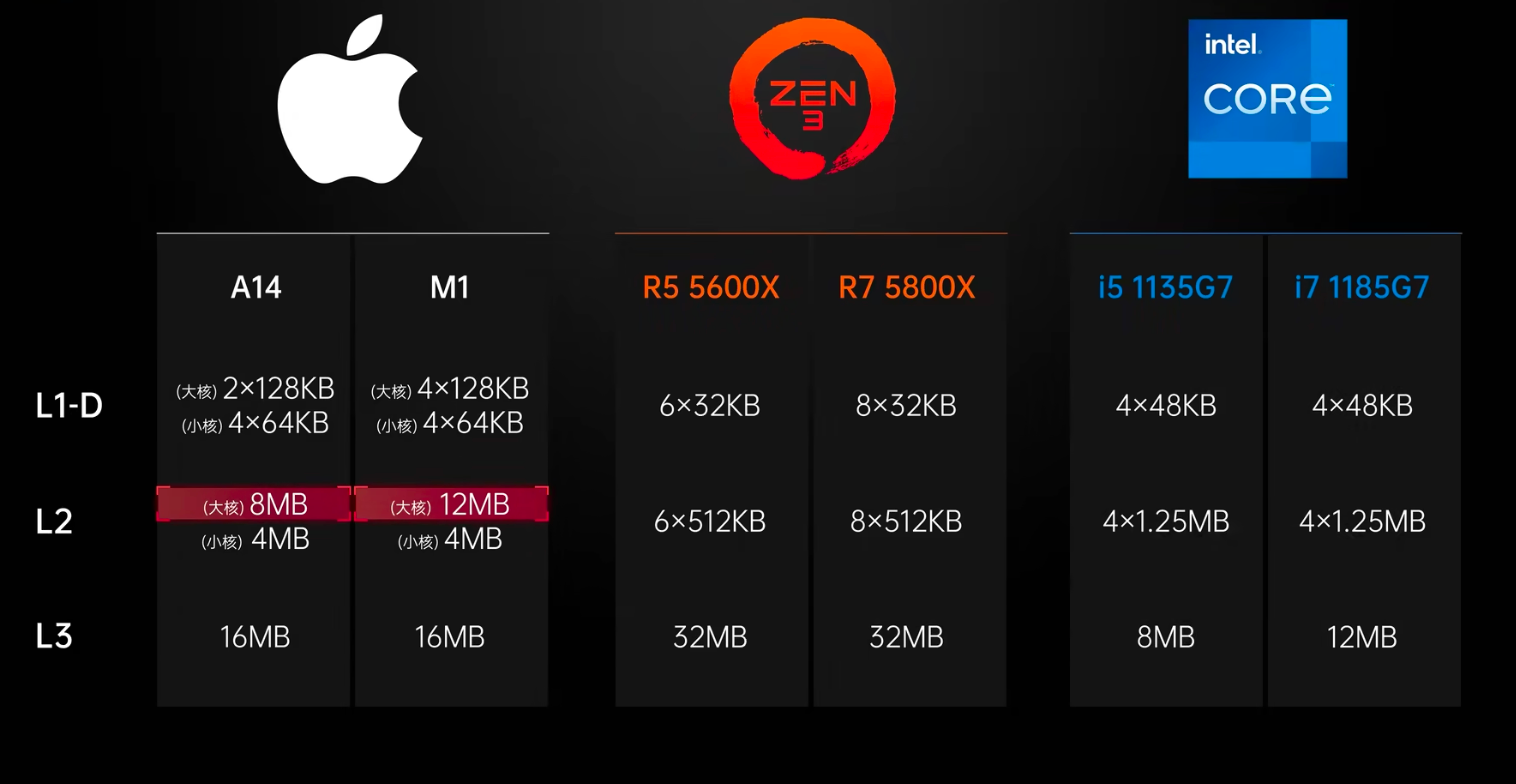 ZEN
3
intel.
CORE
A14
M1
R5 5600X
R7 5800X
i5 1135G7
i7 1185G7
L1-D
(大核) 2×128KB
(小核) 4×64KB
(大核) 4×128KB
(小核) 4×64KB
6×32KB
8×32KB
4×48KB
4×48KB
L2
(大核) 8MB
(小核) 4MB
(大核) 12MB
(小核) 4MB
6×512KB
8×512KB
4×1.25MB
4×1.25MB
L3
16MB
16MB
32MB
32MB
8MB
12MB